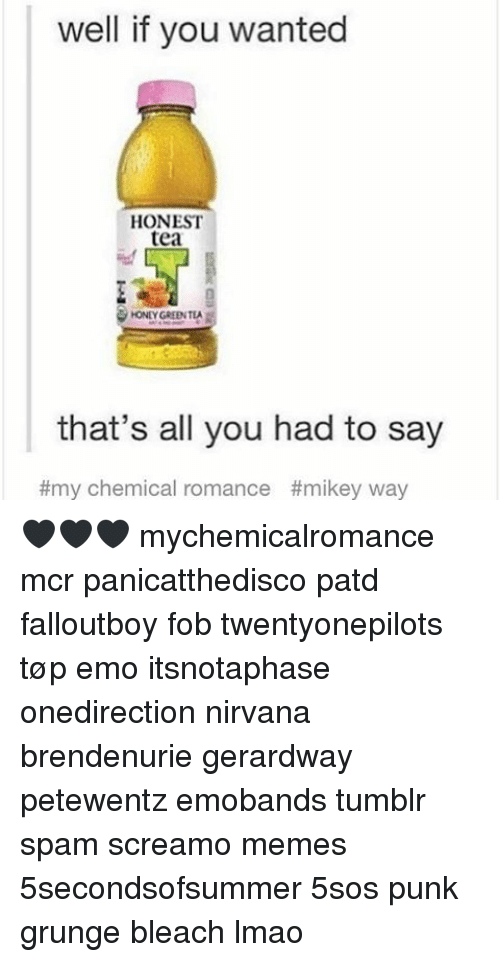 well if you wanted
HONEST
tea
HONEY GREEN TEA
that's all you had to say
#my chemical romance #mikey way
🖤🖤🖤 mychemicalromance
mcr panicatthedisco patd
falloutboy fob twentyonepilots
tøp emo itsnotaphase
onedirection nirvana
brendenurie gerardway
petewentz emobands tumblr
spam screamo memes
5secondsofsummer 5sos punk
grunge bleach lmao